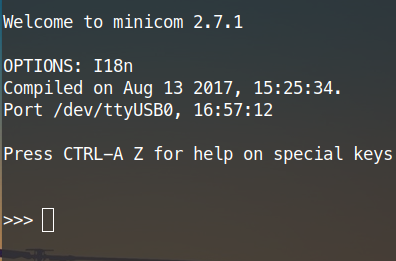 Welcome to minicom 2.7.1
OPTIONS: I18n
Compiled on Aug 13 2017, 15:25:34.
Port /dev/ttyUSB0, 16:57:12
Press CTRL-A Z for help on special keys
>>>